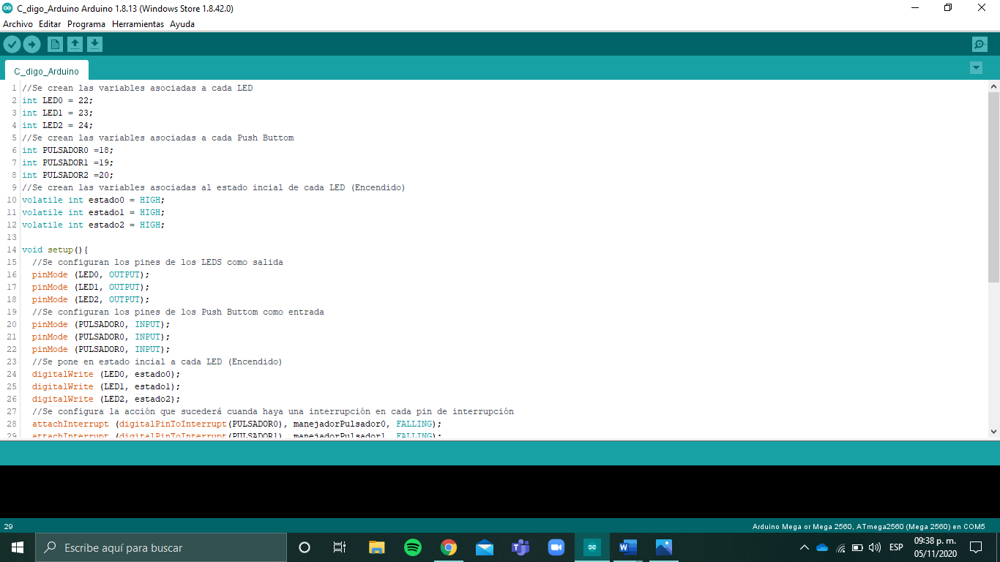 C_digo_Arduino Arduino 1.8.13 (Windows Store 1.8.42.0)
Archivo Editar Programa Herramientas Ayuda
C_digo_Arduino
1 //Se crean las variables asociadas a cada LED
2 int LED0 = 22;
3 int LED1 = 23;
4 int LED2 = 24;
5 //Se crean las variables asociadas a cada Push Buttom
6 int PULSADOR0 =18;
7 int PULSADOR1 =19;
8 int PULSADOR2 =20;
9 //Se crean las variables asociadas al estado incial de cada LED (Encendido)
10 volatile int estado0 = HIGH;
11 volatile int estado1 = HIGH;
12 volatile int estado2 = HIGH;
13
14 void setup(){
15 //Se configuran los pines de los LEDS como salida
16 pinMode (LED0, OUTPUT);
17 pinMode (LED1, OUTPUT);
18 pinMode (LED2, OUTPUT);
19 //Se configuran los pines de los Push Buttom como entrada
20 pinMode (PULSADOR0, INPUT);
21 pinMode (PULSADOR0, INPUT);
22 pinMode (PULSADOR0, INPUT);
23 //Se pone en estado incial a cada LED (Encendido)
24 digitalWrite (LED0, estado0);
25 digitalWrite (LED1, estado1);
26 digitalWrite (LED2, estado2);
27 //Se configura la acción que sucederá cuanda haya una interrupción en cada pin de interrupción
28 attachInterrupt (digitalPinToInterrupt(PULSADOR0), manejadorPulsador0, FALLING);
29 attachInterrupt (digitalPinToInterrupt(PULSADOR1), manejadorPulsador1, FALLING);
29 Arduino Mega or Mega 2560, ATmega2560 (Mega 2560) en COM5
Escribe aquí para buscar
ESP
09:38 p. m.
05/11/2020